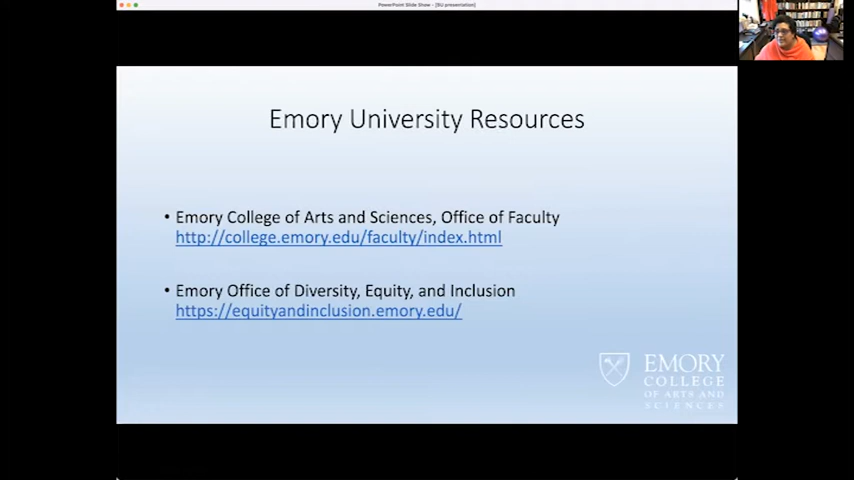 PowerPoint Slide Show - [SU presentation]
Emory University Resources
• Emory College of Arts and Sciences, Office of Faculty
http://college.emory.edu/faculty/index.html
• Emory Office of Diversity, Equity, and Inclusion
https://equityandinclusion.emory.edu/
EMORY
COLLEGE
OF ARTS AND
SCIENCES